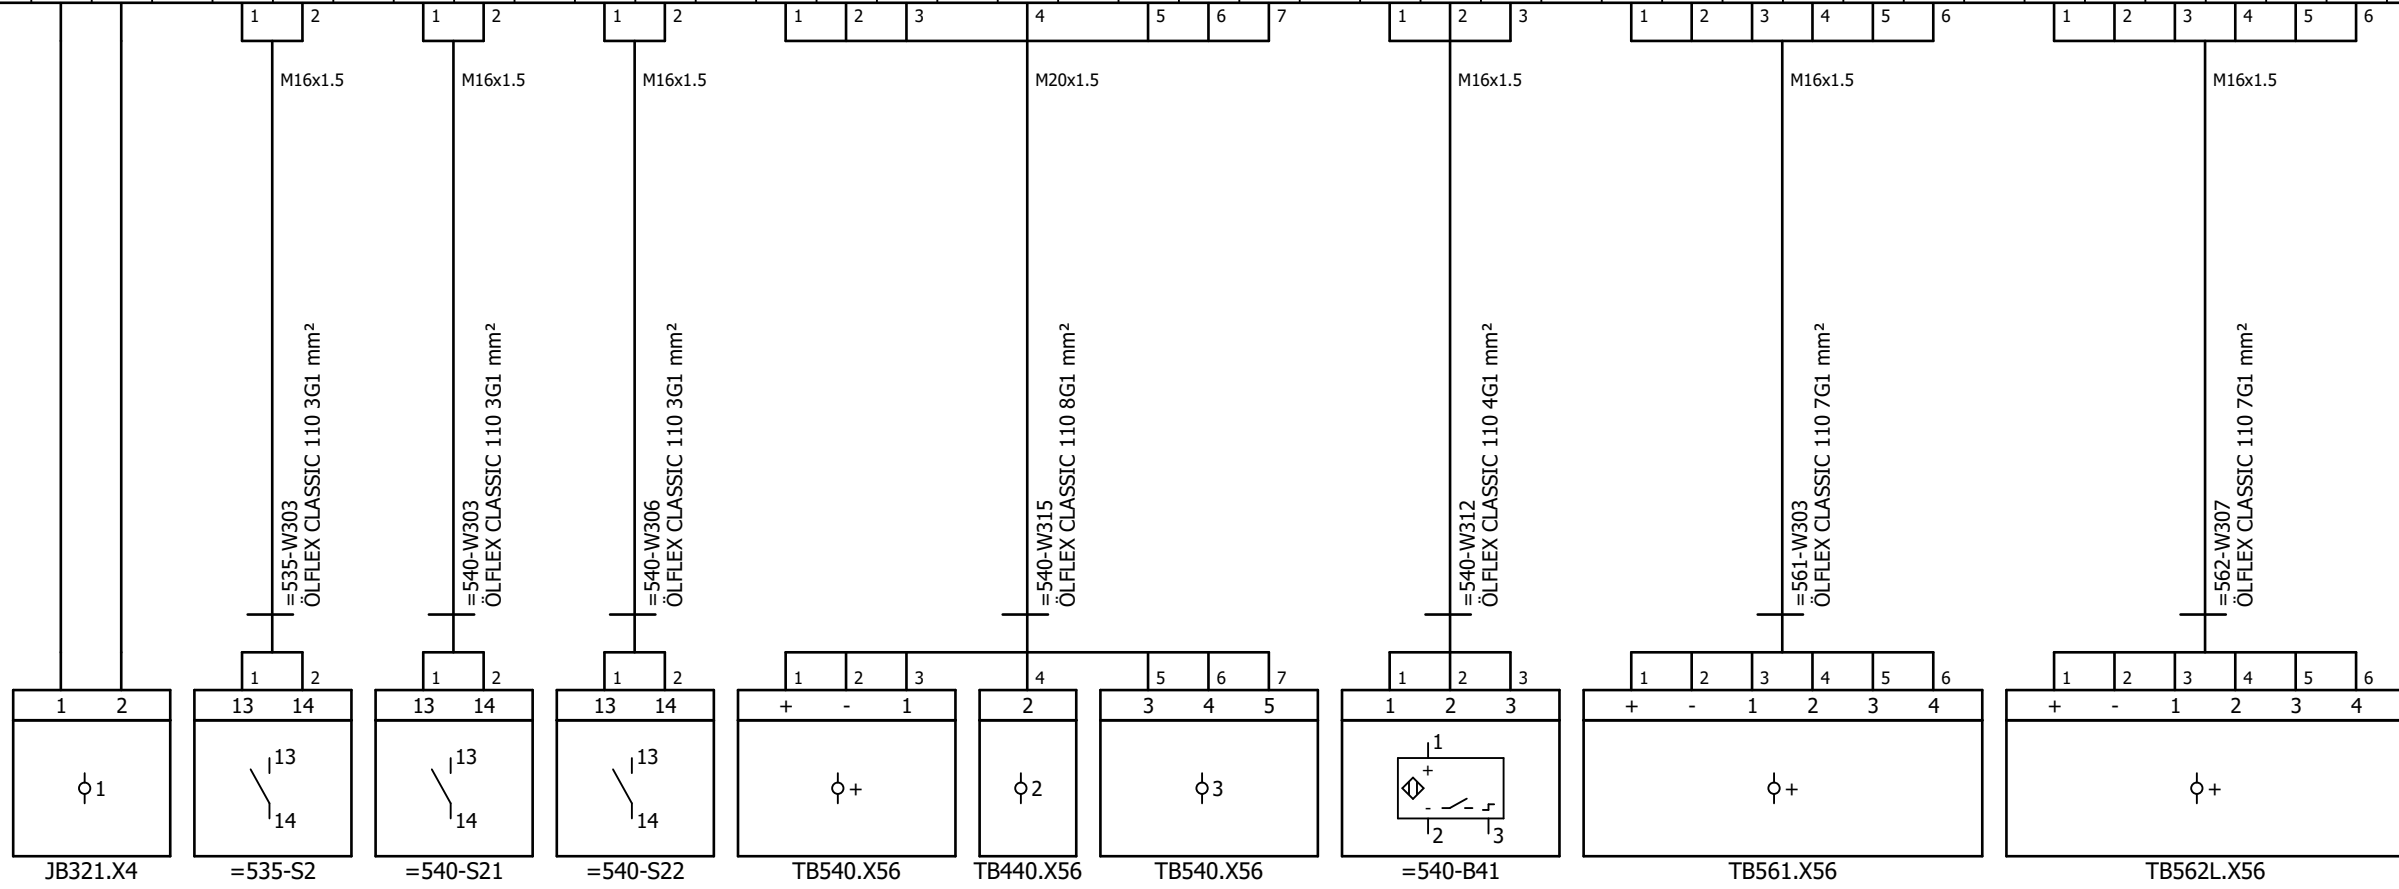 1 2 1 2 1 2 1 2 3 4 5 6 7 1 2 3 1 2 3 4 5 6 1 2 3 4 5 6
M16x1.5 M16x1.5 M16x1.5 M20x1.5 M16x1.5 M16x1.5 M16x1.5
=535-W303
ÖLFLEX CLASSIC 110 3G1 mm²
=540-W303
ÖLFLEX CLASSIC 110 3G1 mm²
=540-W306
ÖLFLEX CLASSIC 110 3G1 mm²
=540-W315
ÖLFLEX CLASSIC 110 8G1 mm²
=540-W312
ÖLFLEX CLASSIC 110 4G1 mm²
=561-W303
ÖLFLEX CLASSIC 110 7G1 mm²
=562-W307
ÖLFLEX CLASSIC 110 7G1 mm²
1 2 1 2 1 2 1 2 3 4 5 6 7 1 2 3 1 2 3 4 5 6 1 2 3 4 5 6
1 2 13 14 13 14 13 14 + - 1 2 3 4 5 1 2 3 + - 1 2 3 4 + - 1 2 3 4
13 13 13 1
+
1 + 2 3 + +
-
14 14 14 2 3
JB321.X4 =535-S2 =540-S21 =540-S22 TB540.X56 TB440.X56 TB540.X56 =540-B41 TB561.X56 TB562L.X56